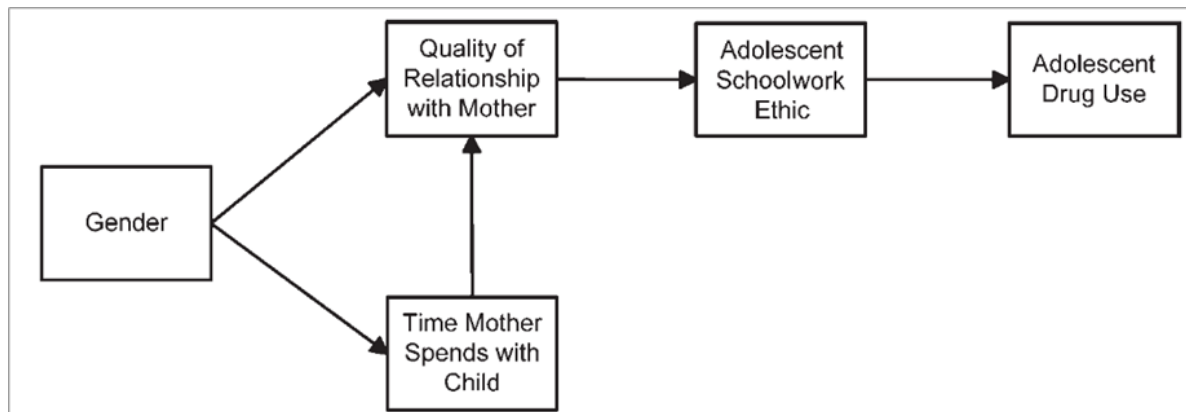 Quality of
Relationship
with Mother
Adolescent
Schoolwork
Ethic
Adolescent
Drug Use
Gender
Time Mother
Spends with
Child